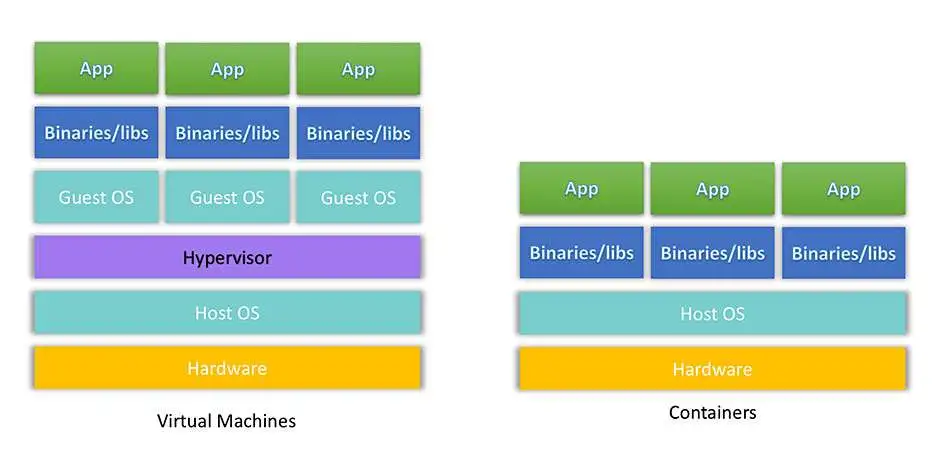 App App App
Binaries/libs Binaries/libs Binaries/libs
Guest OS Guest OS Guest OS
Hypervisor
Host OS
Hardware
Virtual Machines
App App App
Binaries/libs Binaries/libs Binaries/libs
Host OS
Hardware
Containers